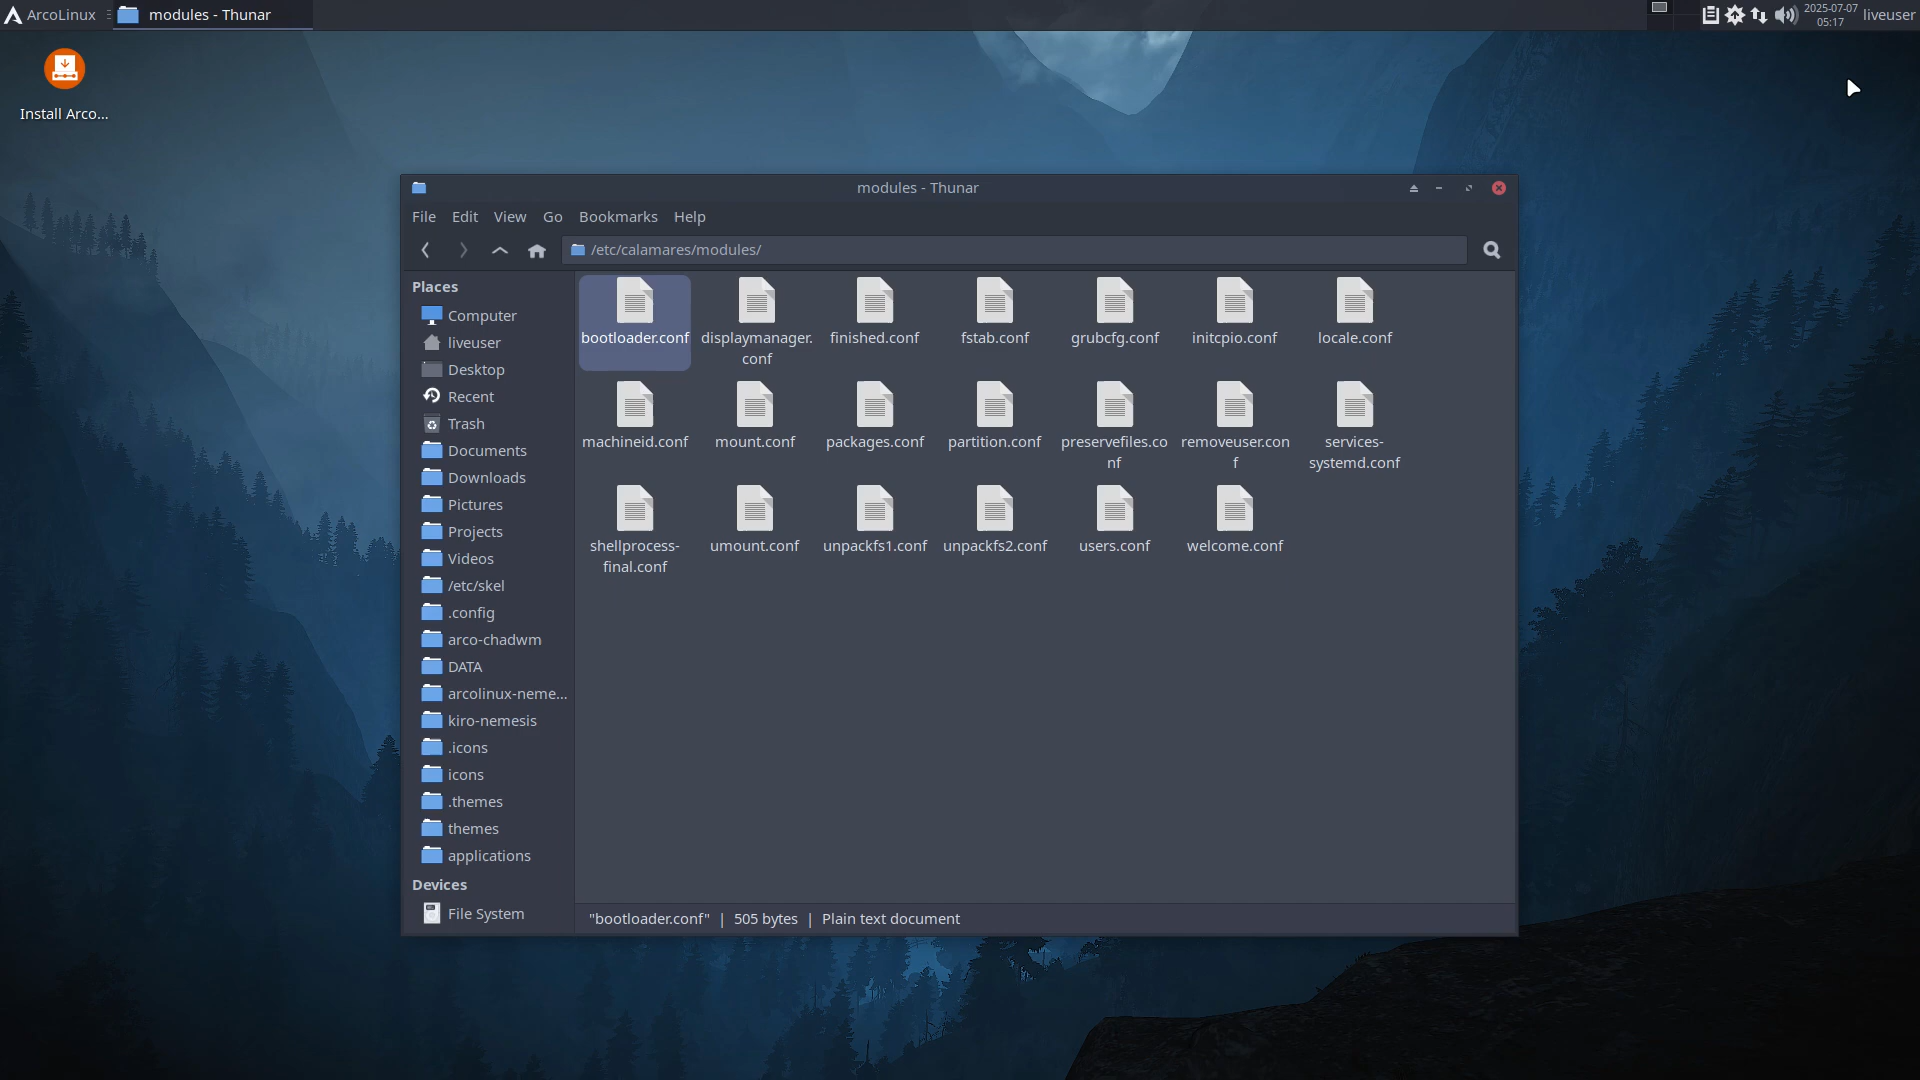 ArcoLinux
modules - Thunar
2025-07-07
05:17
liveuser
Install Arco...
modules - Thunar
File Edit View Go Bookmarks Help
/etc/calamares/modules/
Places
Computer
liveuser
Desktop
Recent
Trash
Documents
Downloads
Pictures
Projects
Videos
/etc/skel
.config
arco-chadwm
DATA
arcolinux-neme...
kiro-nemesis
.icons
icons
.themes
themes
applications
Devices
File System
bootloader.conf
displaymanager.
conf
finished.conf
fstab.conf
grubcfg.conf
initcpio.conf
locale.conf
machineid.conf
mount.conf
packages.conf
partition.conf
preservefiles.co
nf
removeuser.con
f
services-
systemd.conf
shellprocess-
final.conf
umount.conf
unpackfs1.conf
unpackfs2.conf
users.conf
welcome.conf
"bootloader.conf" | 505 bytes | Plain text document